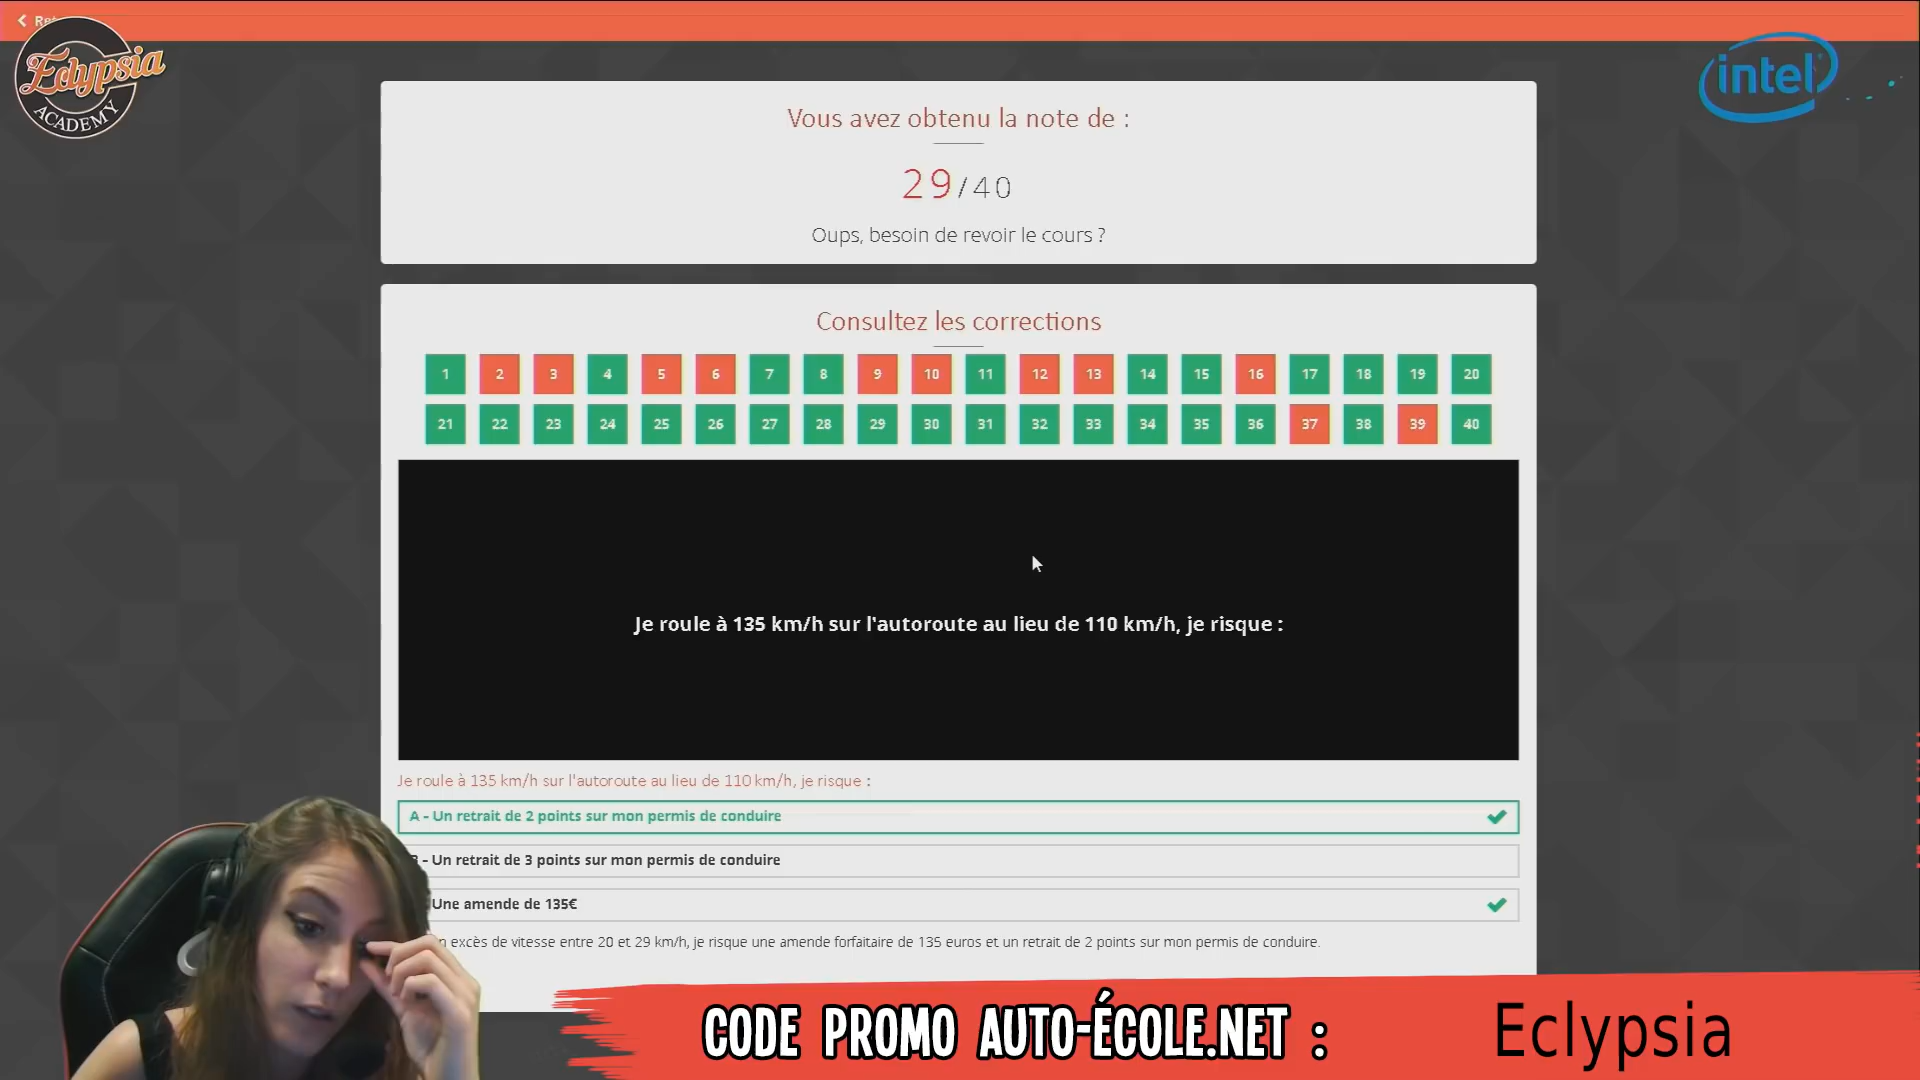 Eclypsia
ACADEMY
intel
Vous avez obtenu la note de :
29/40
Oups, besoin de revoir le cours ?
Consultez les corrections
1 2 3 4 5 6 7 8 9 10 11 12 13 14 15 16 17 18 19 20
21 22 23 24 25 26 27 28 29 30 31 32 33 34 35 36 37 38 39 40
Je roule à 135 km/h sur l'autoroute au lieu de 110 km/h, je risque :
Je roule à 135 km/h sur l'autoroute au lieu de 110 km/h, je risque :
A - Un retrait de 2 points sur mon permis de conduire
- Un retrait de 3 points sur mon permis de conduire
Une amende de 135€
excès de vitesse entre 20 et 29 km/h, je risque une amende forfaitaire de 135 euros et un retrait de 2 points sur mon permis de conduire.
CODE PROMO AUTO-ÉCOLE.NET :
Eclypsia